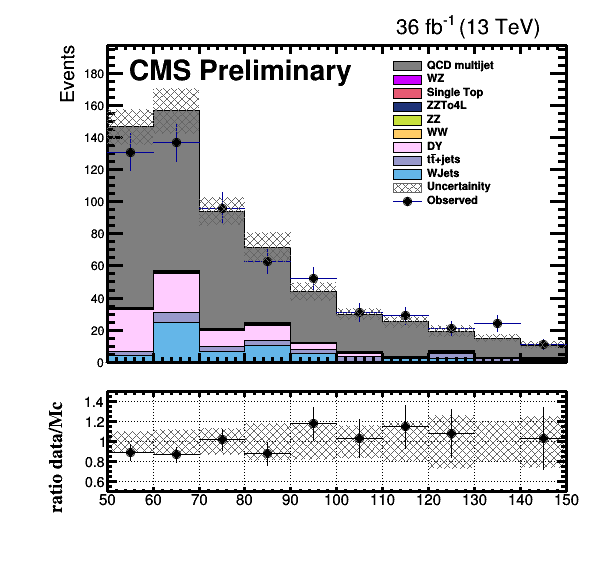 36 fb⁻¹ (13 TeV)
CMS Preliminary
Events
180
160
140
120
100
80
60
40
20
0
QCD multijet
WZ
Single Top
ZZTo4L
ZZ
WW
DY
tt̄+jets
WJets
Uncertainity
Observed
ratio data/Mc
1.4
1.2
1
0.8
0.6
50 60 70 80 90 100 110 120 130 140 150